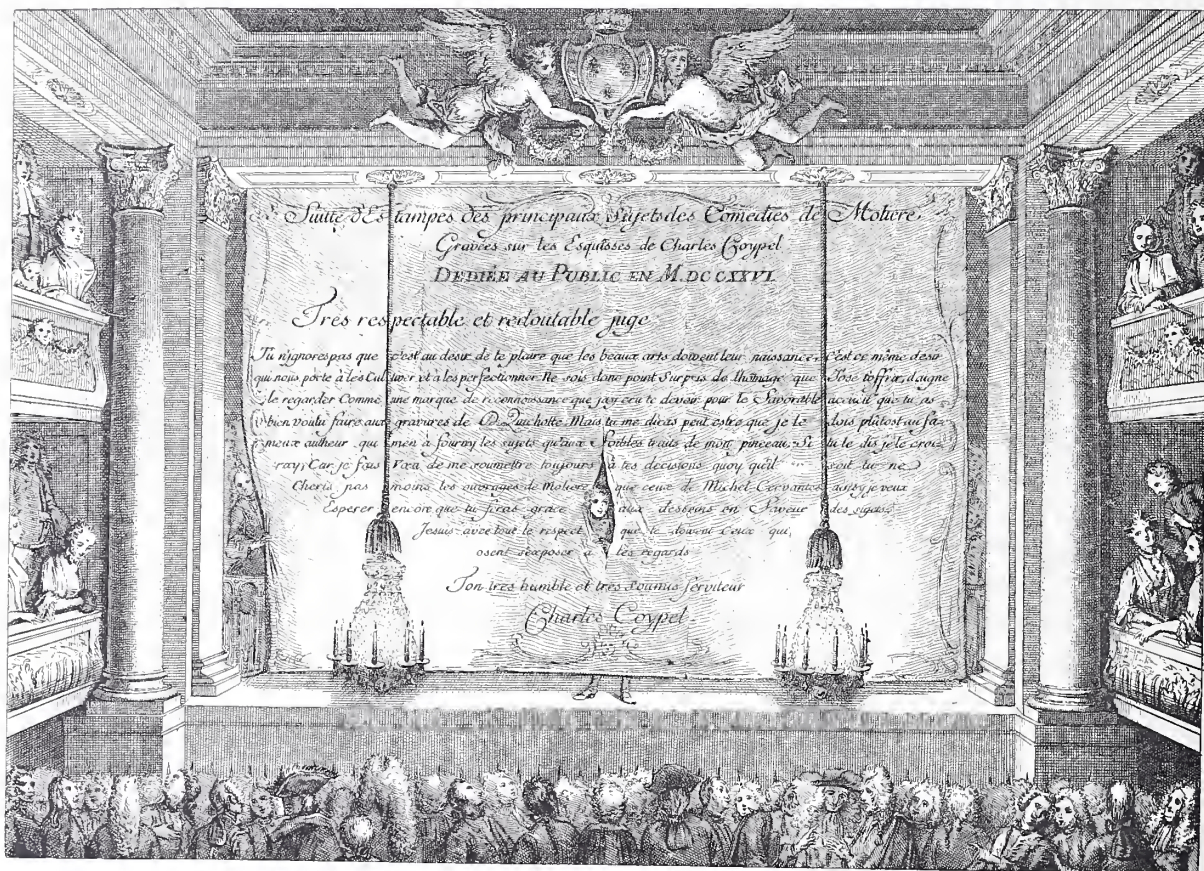 Suitte d'Estampes des principaux Sujets des Comedies de Moliere
Gravées sur les Esquisses de Charles Coypel
DEDIÉE AU PUBLIC EN M.DCCXXVI
Tres respectable et redoutable juge
Tu n'ignores pas que c'est au desir de te plaire que les beaux arts doivent leur naissance, C'est ce même desir
qui nous porte à les Cultiver et à les perfectionner. Ne sois donc point Surpris de l'homage que j'ose t'offrir, daigne
le regarder Comme une marque de reconnoissance que j'ay cru te devoir pour le Favorable accueil que tu as
bien voulu faire aux gravures de D. Quichotte. Mais tu me diras peut estre que je le dois plûtost au fa-
meux autheur qui m'en à fourny les sujets qu'aux Foibles traits de mon pinceau. Si tu le dis je le croi-
ray, Car je fais Vœu de me soumettre toujours à tes decisions quoy qu'il en soit tu ne
Cheris pas moins les ouvrages de Moliere que ceux de Michel Cervantes ainsy je veux
Esperer encore que tu feras grace aux desseins en Faveur des sujets.
Je suis avec tout le respect que te doivent Ceux qui
osent s'exposer à tes regards
Ton tres humble et tres soumis serviteur
Charles Coypel